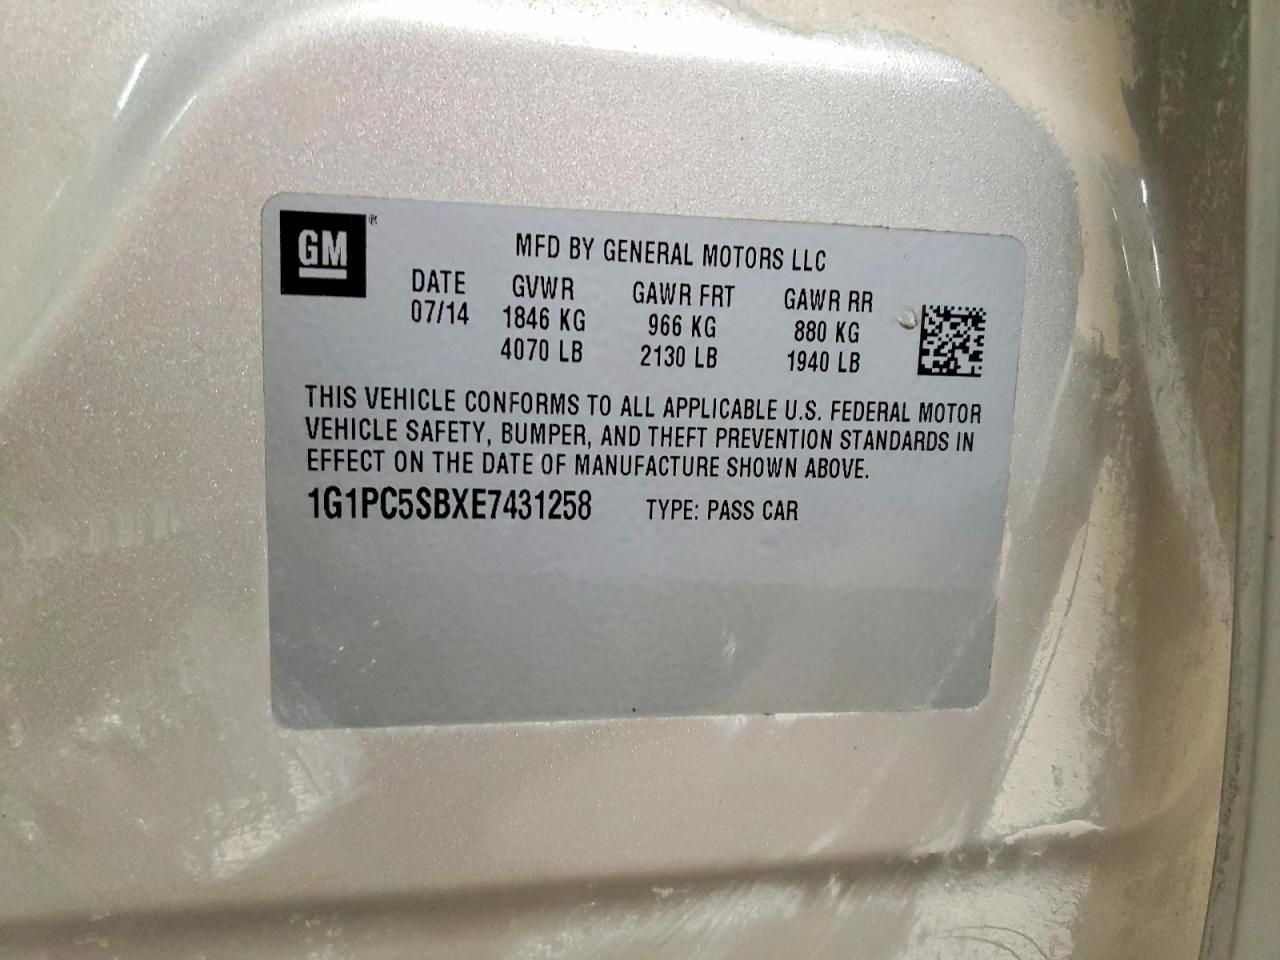 GM ®
MFD BY GENERAL MOTORS LLC
DATE GVWR GAWR FRT GAWR RR
07/14 1846 KG 966 KG 880 KG
4070 LB 2130 LB 1940 LB
THIS VEHICLE CONFORMS TO ALL APPLICABLE U.S. FEDERAL MOTOR
VEHICLE SAFETY, BUMPER, AND THEFT PREVENTION STANDARDS IN
EFFECT ON THE DATE OF MANUFACTURE SHOWN ABOVE.
1G1PC5SBXE7431258 TYPE: PASS CAR